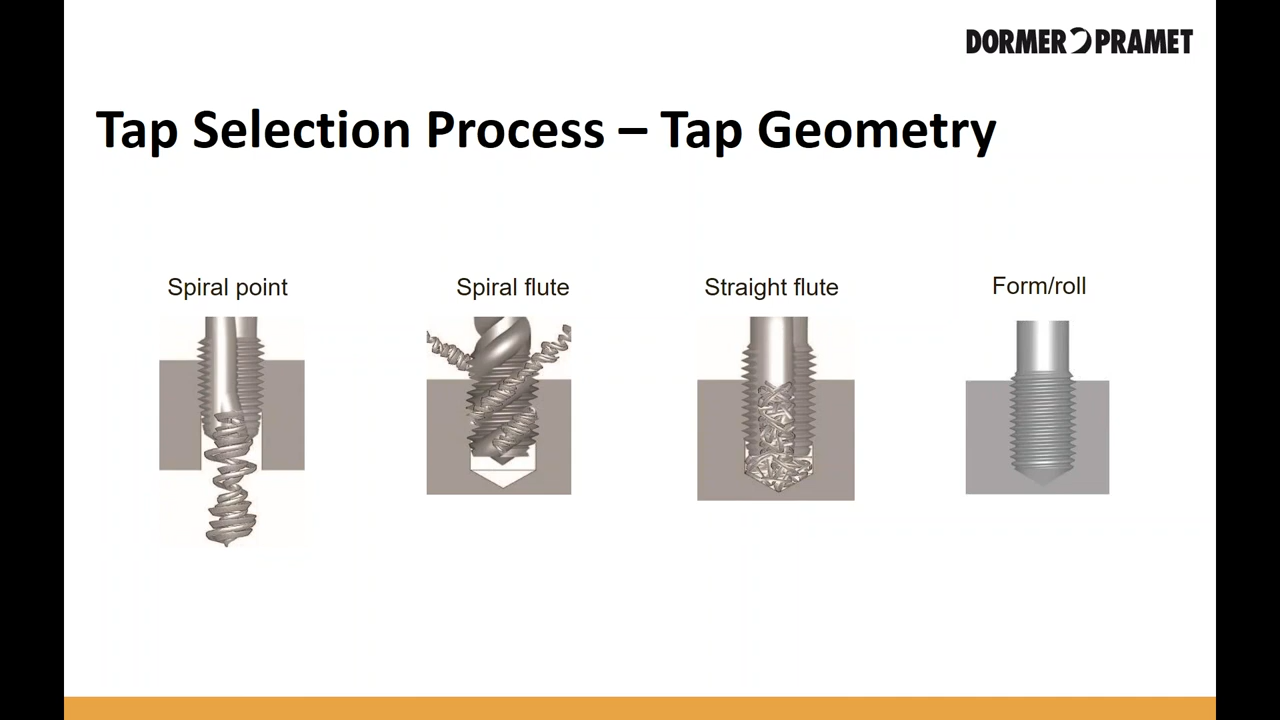 DORMER PRAMET
Tap Selection Process – Tap Geometry
Spiral point
Spiral flute
Straight flute
Form/roll